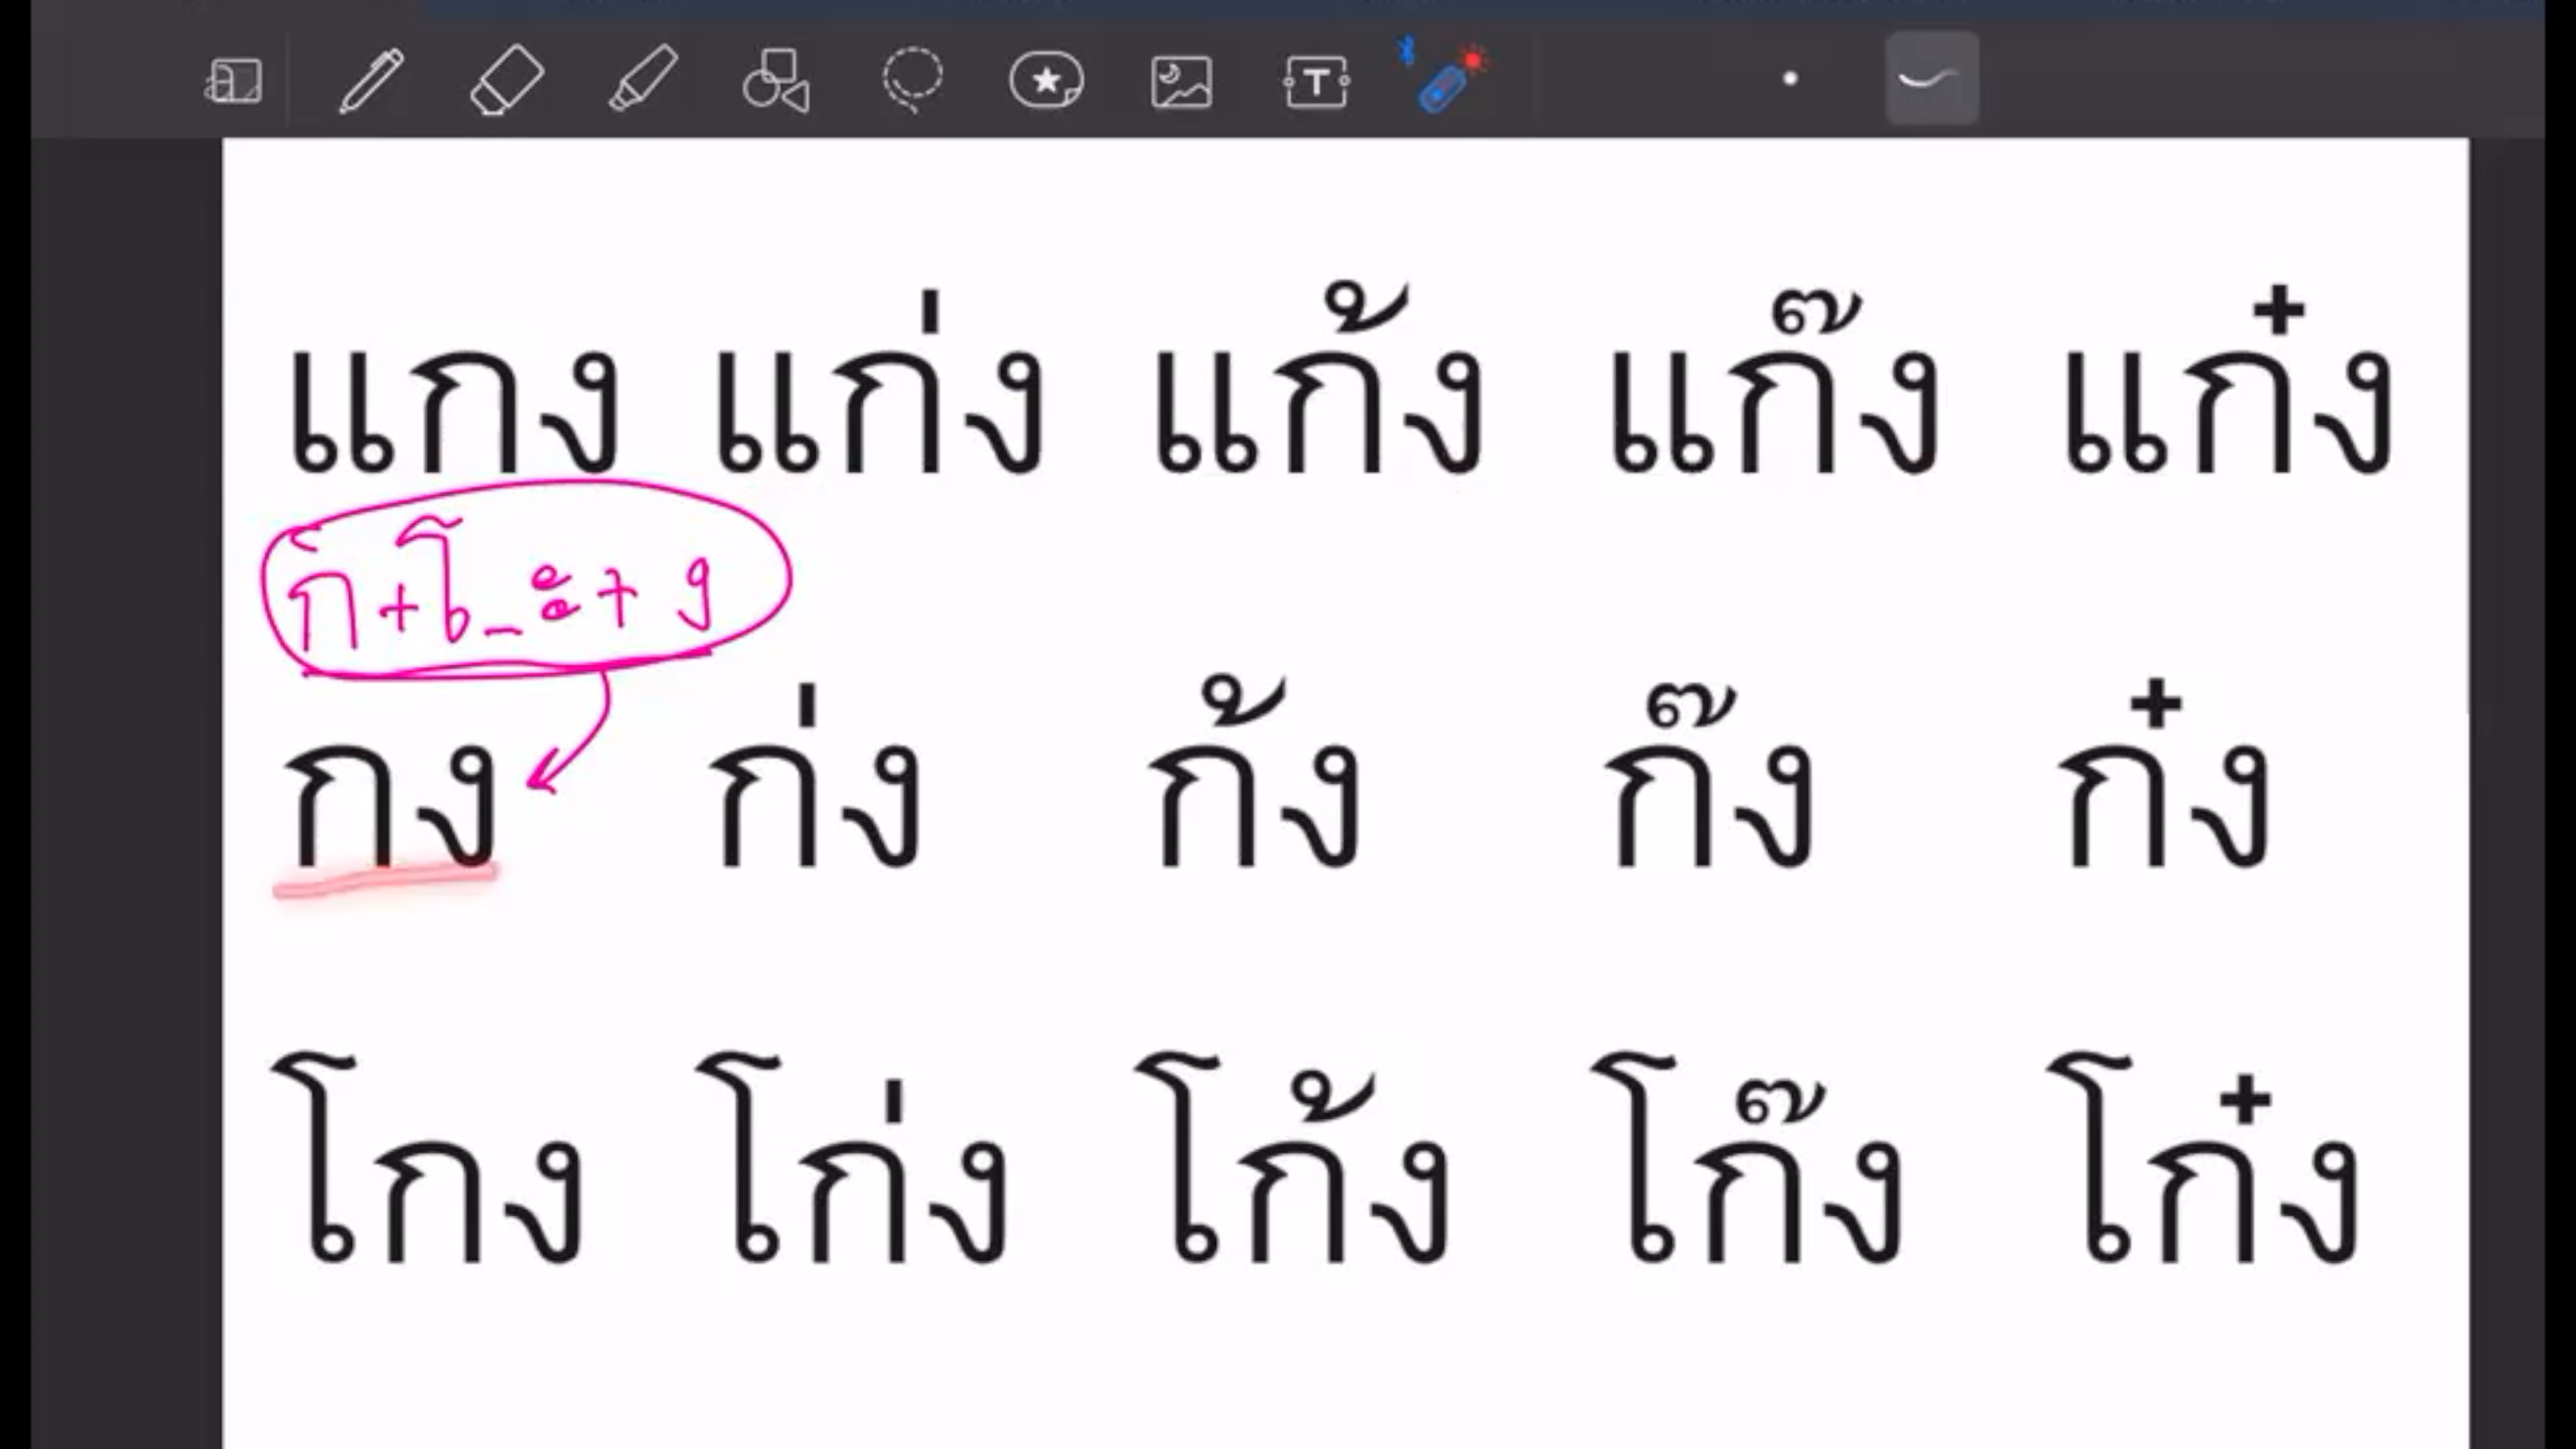 แกง แก่ง แก้ง แก๊ง แก๋ง
ก+โ_ะ+ง
กง ก่ง ก้ง ก๊ง ก๋ง
โกง โก่ง โก้ง โก๊ง โก๋ง